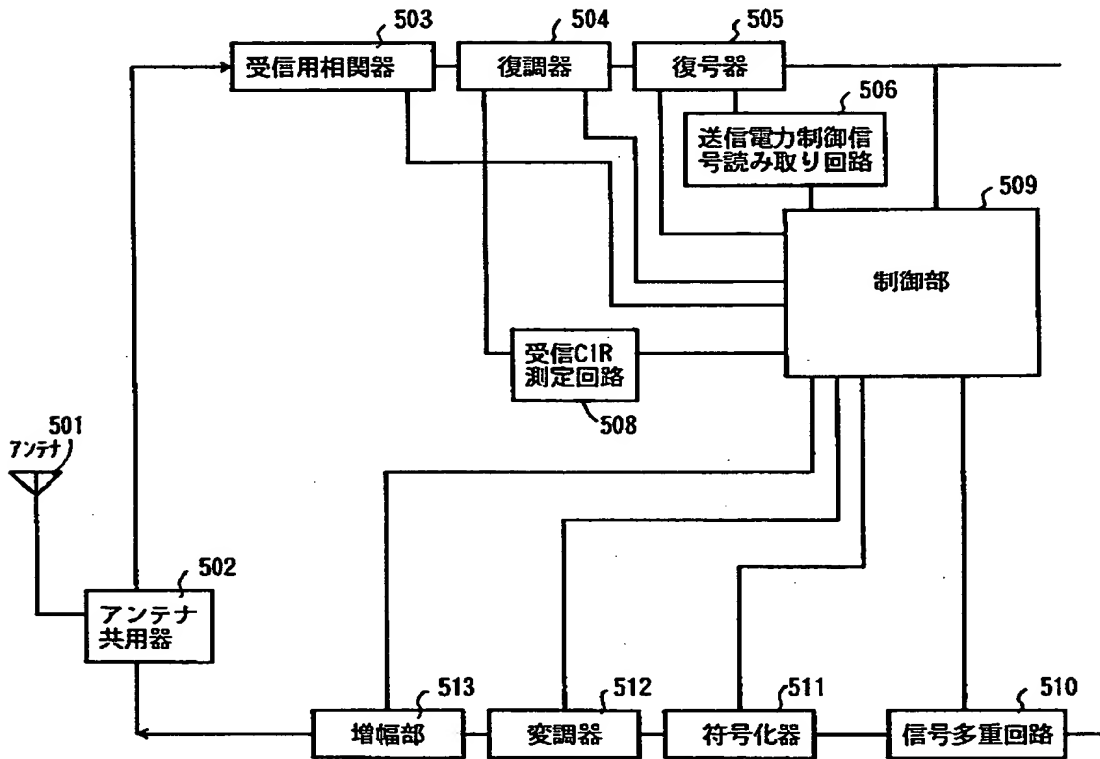 503
504
505
受信用相関器
復調器
復号器
506
送信電力制御信
号読み取り回路
509
制御部
受信CIR
測定回路
508
501
アンテナ
502
アンテナ
共用器
513
512
511
510
増幅部
変調器
符号化器
信号多重回路